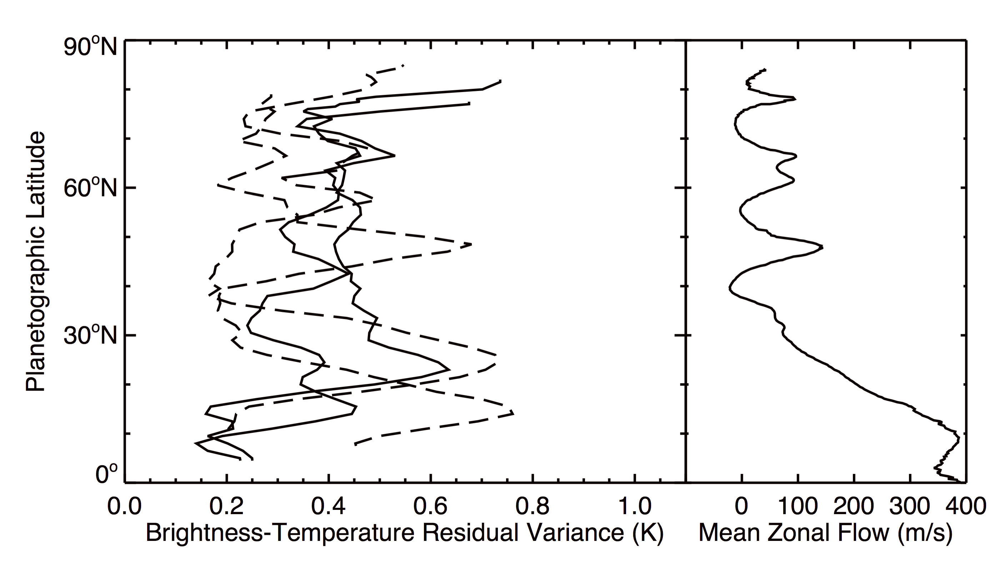 90°N
60°N
30°N
0°
Planetographic Latitude
0.0 0.2 0.4 0.6 0.8 1.0
Brightness-Temperature Residual Variance (K)
0 100 200 300 400
Mean Zonal Flow (m/s)